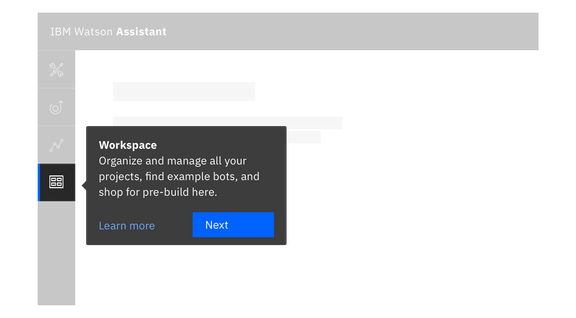 IBM Watson Assistant
Workspace
Organize and manage all your
projects, find example bots, and
shop for pre-build here.
Learn more
Next